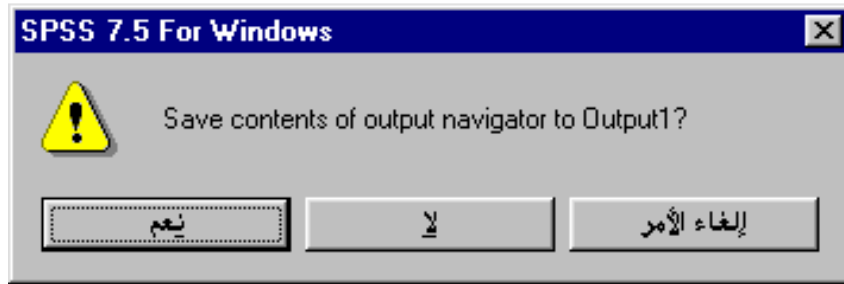 SPSS 7.5 For Windows
Save contents of output navigator to Output1?
نعم
لا
إلغاء الأمر